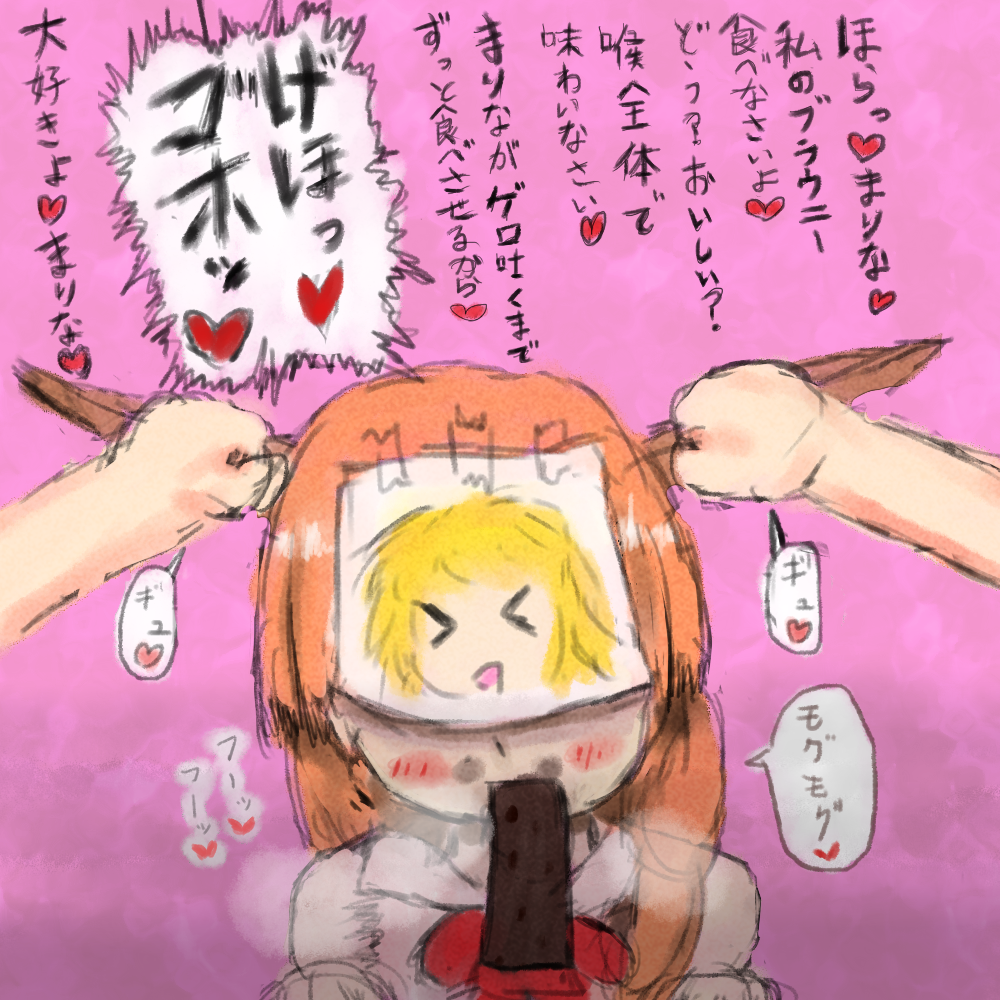 ほらっ♥まりな♥
私のブラウニー
食べなさいよ♥
どう?おいしい?
喉全体で
味わいなさい♥
まりながゲロ吐くまで
ずっと食べさせるから♥
げほっ♥
ゴホッ♥
大好きよ♥まりな♥
ギュ♥
ギュ♥
モグモグ♥
フーッ♥
フーッ♥